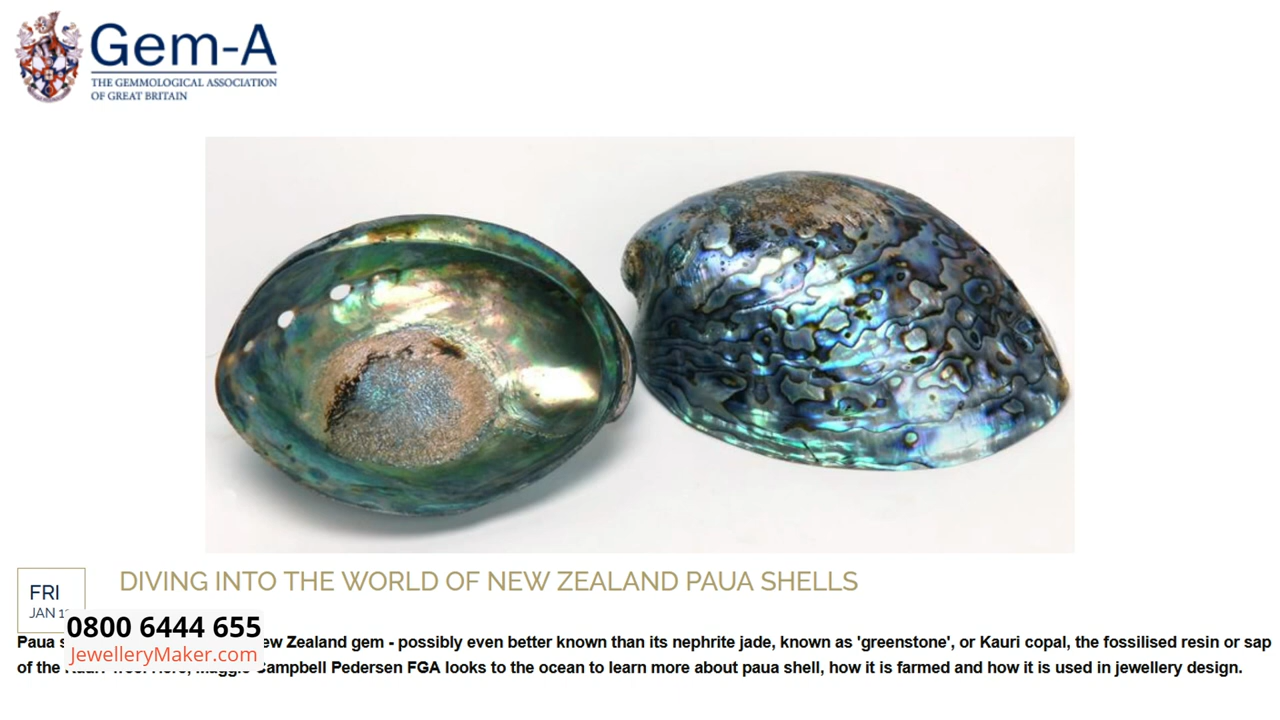 Gem-A
THE GEMMOLOGICAL ASSOCIATION
OF GREAT BRITAIN
DIVING INTO THE WORLD OF NEW ZEALAND PAUA SHELLS
FRI
JAN
0800 6444 655
JewelleryMaker.com
Paua ew Zealand gem - possibly even better known than its nephrite jade, known as 'greenstone', or Kauri copal, the fossilised resin or sap
of the Campbell Pedersen FGA looks to the ocean to learn more about paua shell, how it is farmed and how it is used in jewellery design.